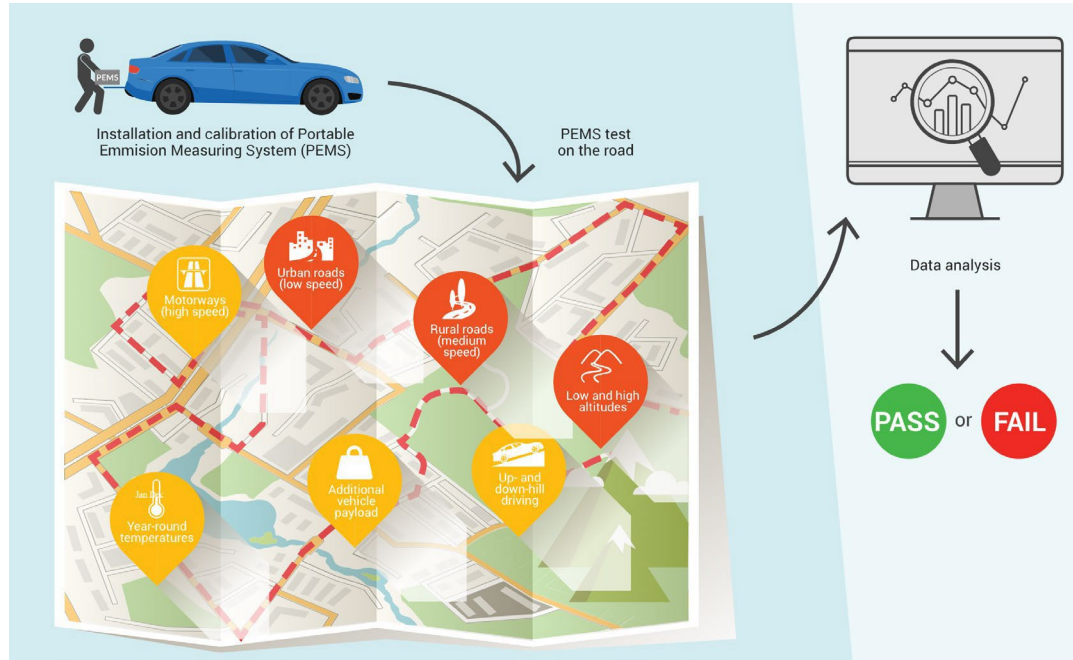 PEMS
Installation and calibration of Portable
Emmision Measuring System (PEMS)
PEMS test
on the road
Motorways
(high speed)
Urban roads
(low speed)
Rural roads
(medium
speed)
Low and high
altitudes
Year-round
temperatures
Jan Dec
Additional
vehicle
payload
Up- and
down-hill
driving
Data analysis
PASS or FAIL